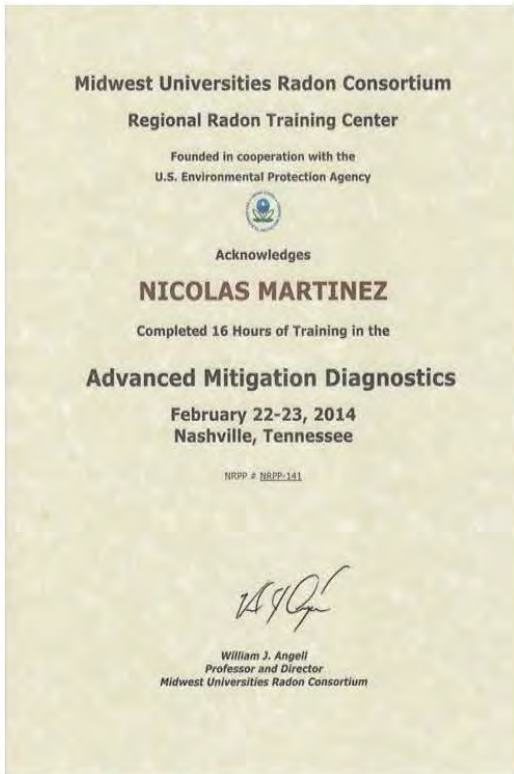 Midwest Universities Radon Consortium
Regional Radon Training Center
Founded in cooperation with the
U.S. Environmental Protection Agency
Acknowledges
NICOLAS MARTINEZ
Completed 16 Hours of Training in the
Advanced Mitigation Diagnostics
February 22-23, 2014
Nashville, Tennessee
NRPP # NRPP-141
William J. Angell
Professor and Director
Midwest Universities Radon Consortium